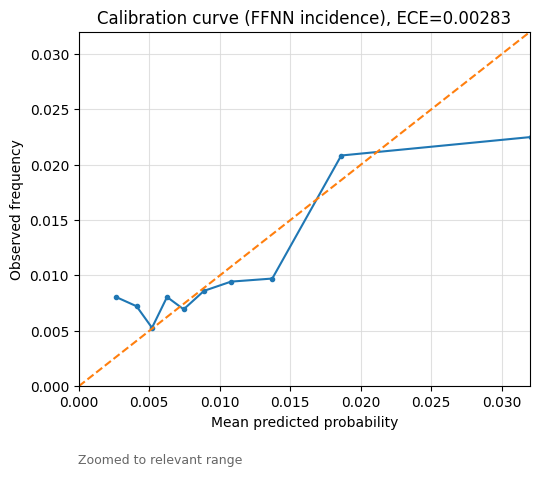 Calibration curve (FFNN incidence), ECE=0.00283
0.030
0.025
0.020
0.015
0.010
0.005
0.000
Observed frequency
0.000 0.005 0.010 0.015 0.020 0.025 0.030
Mean predicted probability
Zoomed to relevant range